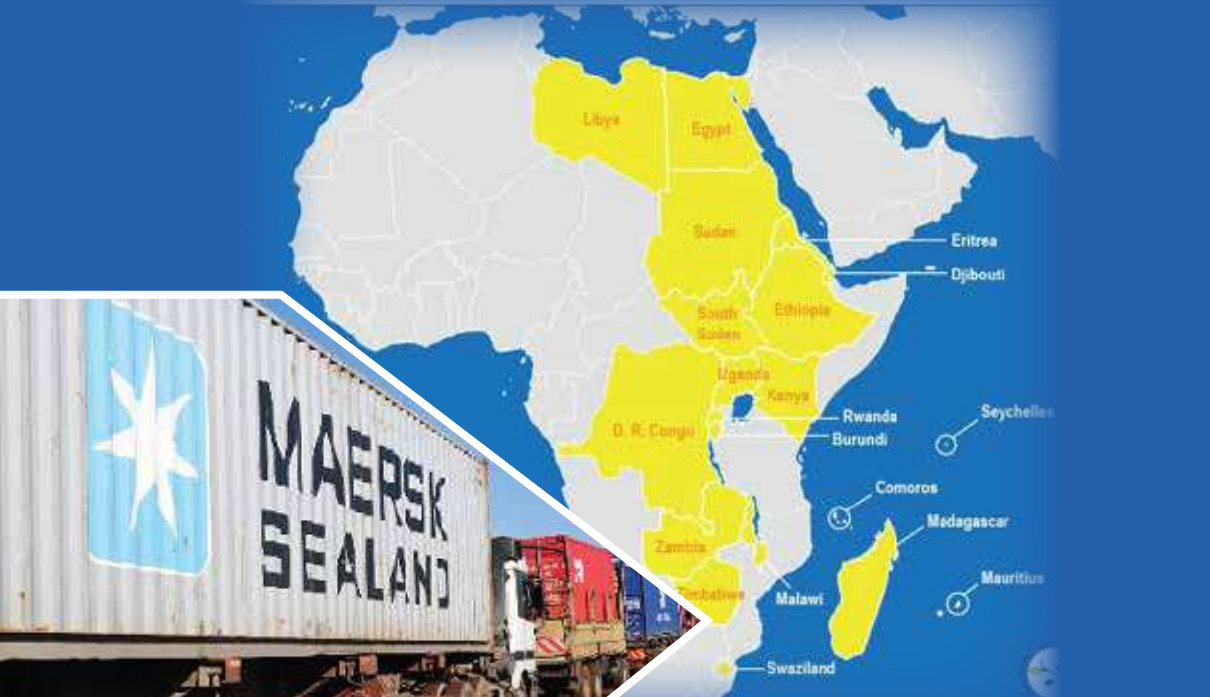 Libya
Egypt
Sudan
Eritrea
Djibouti
South
Sudan
Ethiopia
Uganda
Kenya
Rwanda
Burundi
D. R. Congo
Seychelles
Comoros
Madagascar
Zambia
Mauritius
Zimbabwe
Malawi
Swaziland
MAERSK
SEALAND